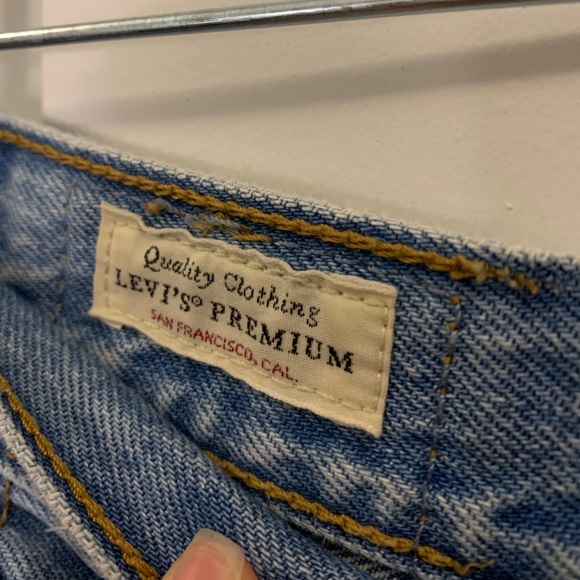 Quality Clothing
LEVI'S® PREMIUM
SAN FRANCISCO, CAL.